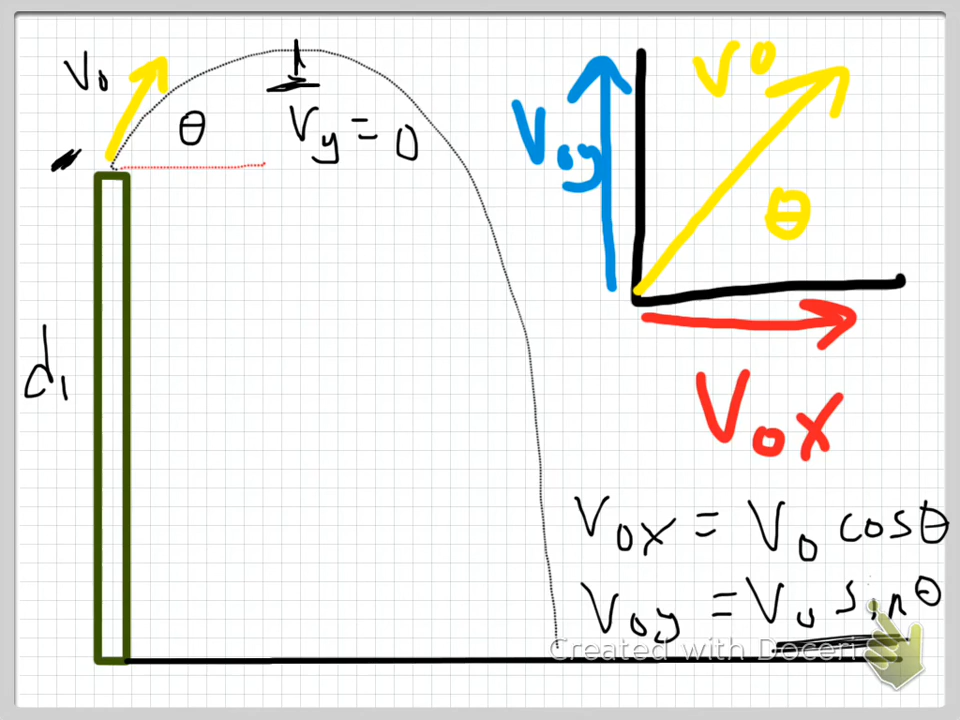 V₀
θ
Vy = 0
d₁
V₀y
V₀
θ
V₀x
V₀x = V₀ cosθ
V₀y = V₀ sinθ
Created with Doceri